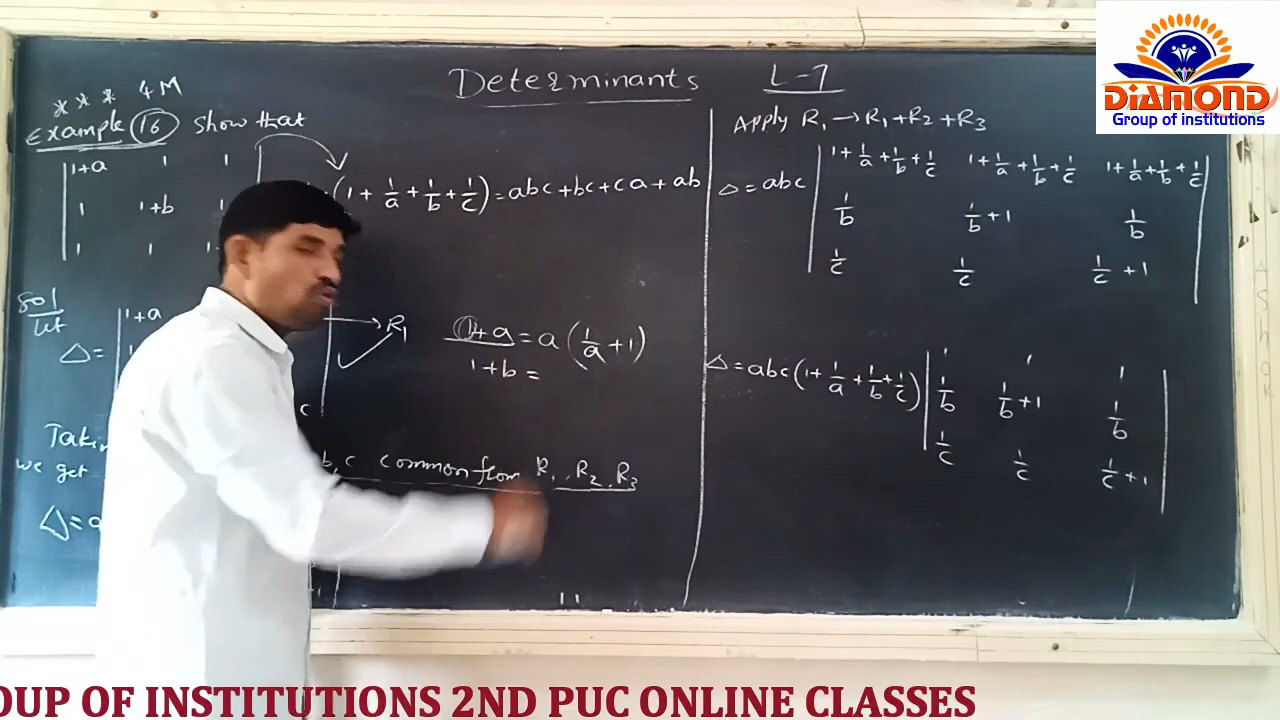 Determinants L-7
*** 4M
Example 16 Show that
1+a 1 1
1 1+b 1
1 1 1
(1 + 1/a + 1/b + 1/c) = abc + bc + ca + ab
Sol
let
Δ = 1+a
→ R1
c
1+a = a (1/a + 1)
1+b =
we get
b, c common from R1, R2, R3
Δ = a
Apply R1 → R1 + R2 + R3
Δ = abc | 1 + 1/a + 1/b + 1/c 1 + 1/a + 1/b + 1/c 1 + 1/a + 1/b + 1/c |
1/b 1/b + 1 1/b
1/c 1/c 1/c + 1
Δ = abc (1 + 1/a + 1/b + 1/c) | 1 1 1 |
1/b 1/b + 1 1/b
1/c 1/c 1/c + 1
DiAMOND
Group of institutions
OUP OF INSTITUTIONS 2ND PUC ONLINE CLASSES